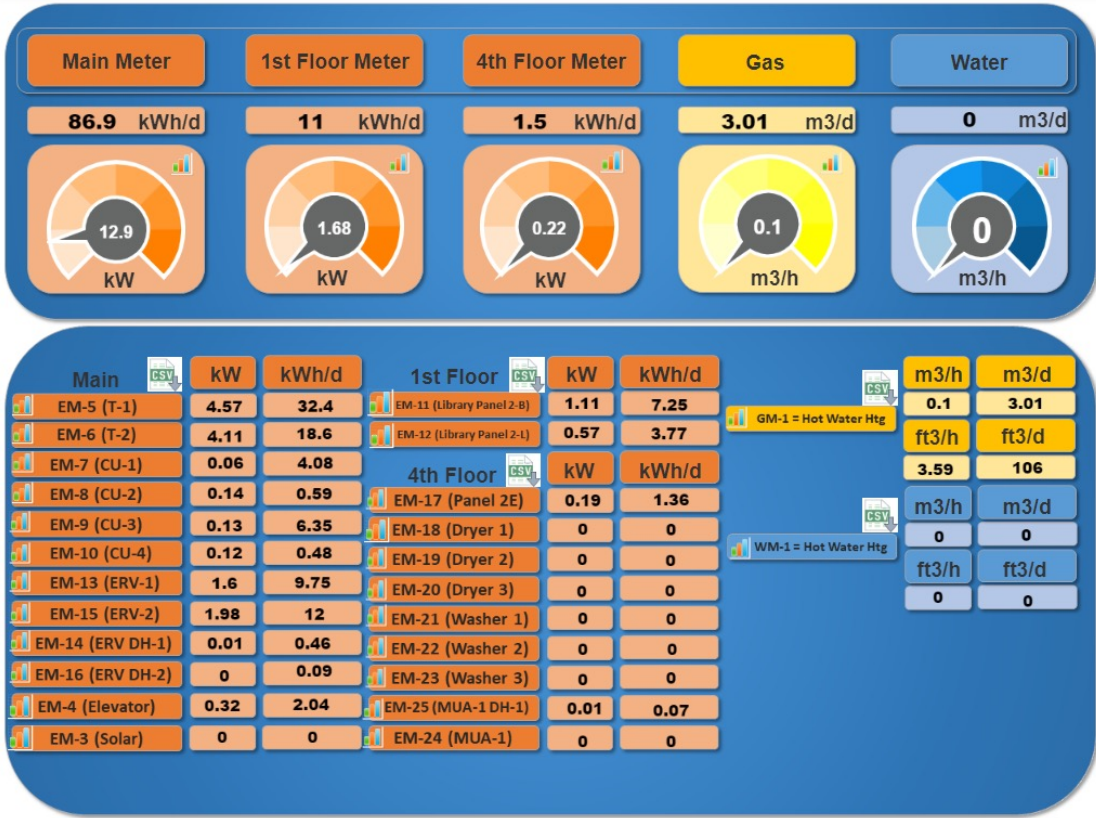 Main Meter 1st Floor Meter 4th Floor Meter Gas Water
86.9 kWh/d 11 kWh/d 1.5 kWh/d 3.01 m3/d 0 m3/d
12.9 1.68 0.22 0.1 0
kW kW kW m3/h m3/h
Main CSV kW kWh/d
EM-5 (T-1) 4.57 32.4
EM-6 (T-2) 4.11 18.6
EM-7 (CU-1) 0.06 4.08
EM-8 (CU-2) 0.14 0.59
EM-9 (CU-3) 0.13 6.35
EM-10 (CU-4) 0.12 0.48
EM-13 (ERV-1) 1.6 9.75
EM-15 (ERV-2) 1.98 12
EM-14 (ERV DH-1) 0.01 0.46
EM-16 (ERV DH-2) 0 0.09
EM-4 (Elevator) 0.32 2.04
EM-3 (Solar) 0 0
1st Floor CSV kW kWh/d
EM-11 (Library Panel 2-B) 1.11 7.25
EM-12 (Library Panel 2-L) 0.57 3.77
4th Floor CSV kW kWh/d
EM-17 (Panel 2E) 0.19 1.36
EM-18 (Dryer 1) 0 0
EM-19 (Dryer 2) 0 0
EM-20 (Dryer 3) 0 0
EM-21 (Washer 1) 0 0
EM-22 (Washer 2) 0 0
EM-23 (Washer 3) 0 0
EM-25 (MUA-1 DH-1) 0.01 0.07
EM-24 (MUA-1) 0 0
CSV m3/h m3/d
0.1 3.01
GM-1 = Hot Water Htg
ft3/h ft3/d
3.59 106
CSV m3/h m3/d
0 0
WM-1 = Hot Water Htg
ft3/h ft3/d
0 0